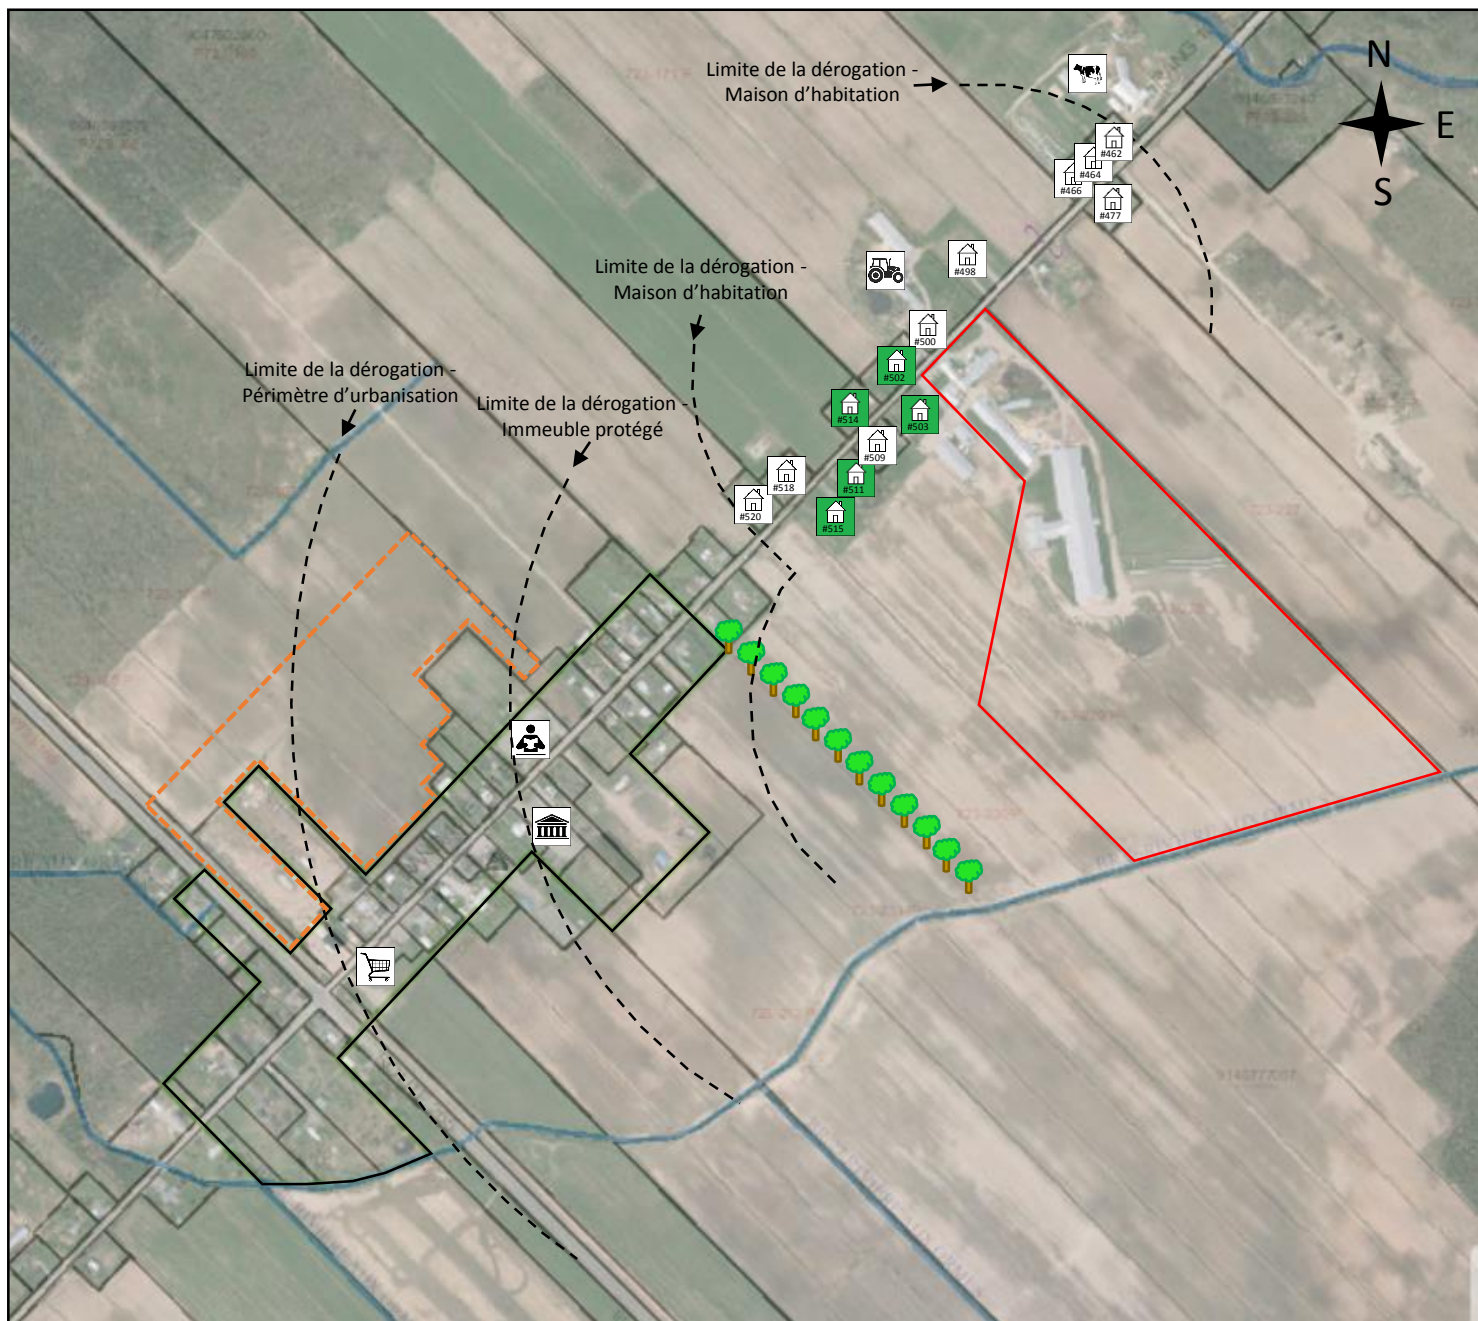 Limite de la dérogation -
Maison d'habitation
N
E
S
#462
#464
#466
#477
#498
Limite de la dérogation -
Maison d'habitation
#500
#502
#514
#503
#509
#518
#511
#520
#515
Limite de la dérogation -
Périmètre d'urbanisation
Limite de la dérogation -
Immeuble protégé